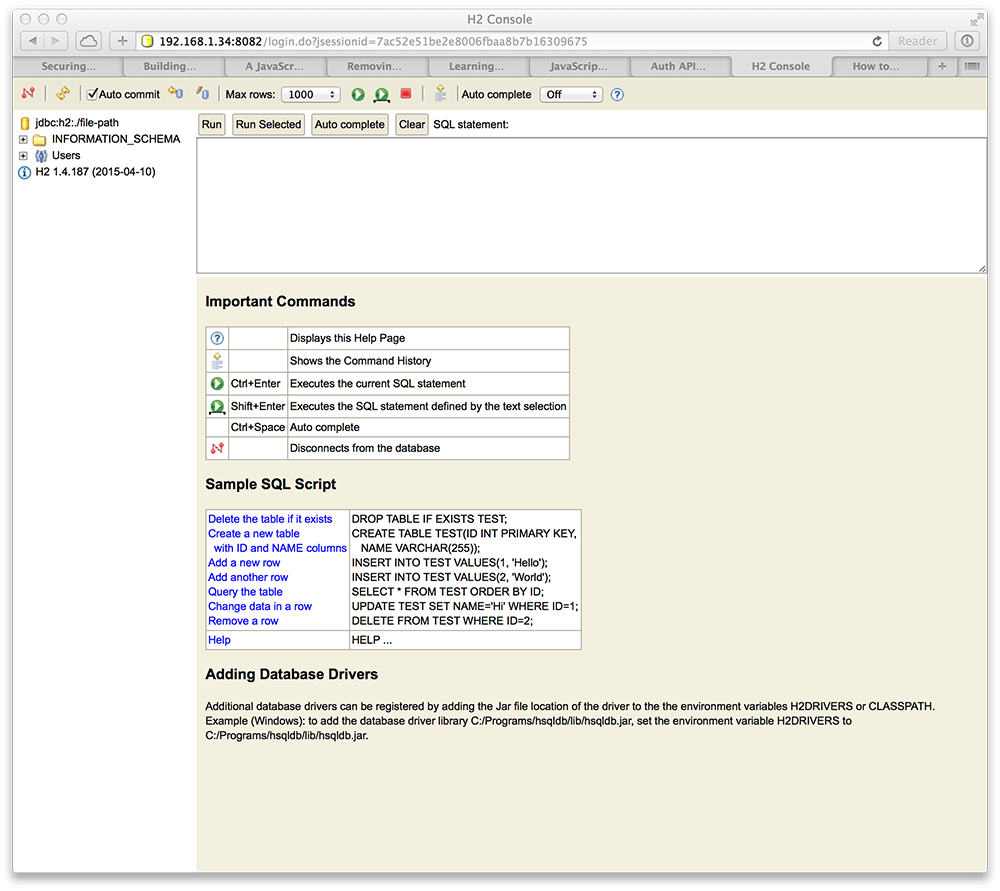 H2 Console
192.168.1.34:8082/login.do?jsessionid=7ac52e51be2e8006fbaa8b7b16309675
Reader
Securing...
Building...
A JavaScr...
Removin...
Learning...
JavaScrip...
Auth API...
H2 Console
How to...
Auto commit
Max rows:
1000
Auto complete
Off
jdbc:h2:./file-path
INFORMATION_SCHEMA
Users
H2 1.4.187 (2015-04-10)
Run
Run Selected
Auto complete
Clear
SQL statement:
Important Commands
Displays this Help Page
Shows the Command History
Ctrl+Enter Executes the current SQL statement
Shift+Enter Executes the SQL statement defined by the text selection
Ctrl+Space Auto complete
Disconnects from the database
Sample SQL Script
Delete the table if it exists DROP TABLE IF EXISTS TEST;
Create a new table CREATE TABLE TEST(ID INT PRIMARY KEY,
with ID and NAME columns NAME VARCHAR(255));
Add a new row INSERT INTO TEST VALUES(1, 'Hello');
Add another row INSERT INTO TEST VALUES(2, 'World');
Query the table SELECT * FROM TEST ORDER BY ID;
Change data in a row UPDATE TEST SET NAME='Hi' WHERE ID=1;
Remove a row DELETE FROM TEST WHERE ID=2;
Help HELP ...
Adding Database Drivers
Additional database drivers can be registered by adding the Jar file location of the driver to the the environment variables H2DRIVERS or CLASSPATH.
Example (Windows): to add the database driver library C:/Programs/hsqldb/lib/hsqldb.jar, set the environment variable H2DRIVERS to
C:/Programs/hsqldb/lib/hsqldb.jar.